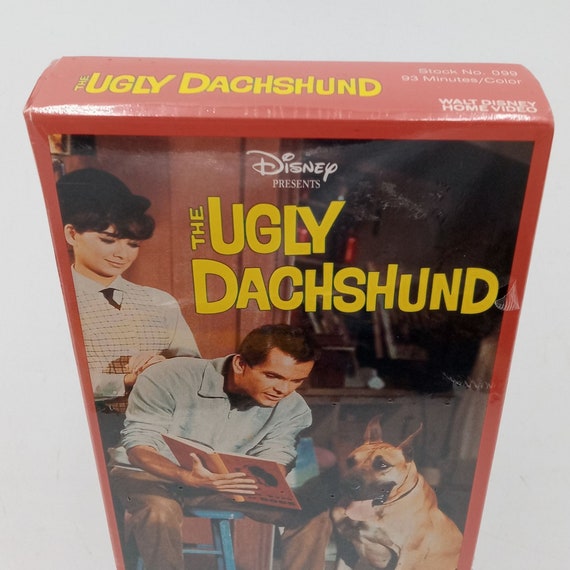 THE UGLY DACHSHUND
Stock No. 099
93 Minutes/Color
WALT DISNEY
HOME VIDEO
Disney
PRESENTS
THE UGLY
DACHSHUND